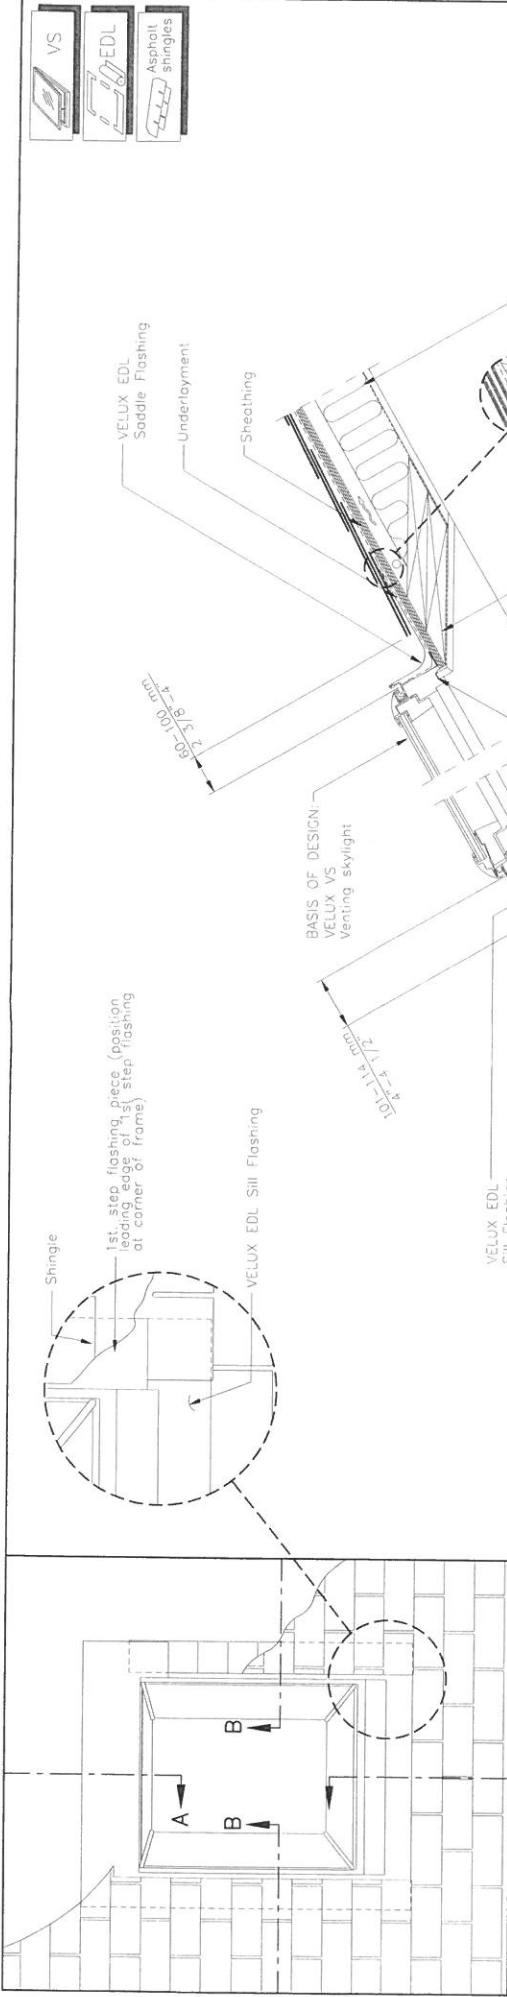 VS
EDL
Asphalt
shingles
VELUX EDL
Saddle Flashing
Underlayment
Sheathing
60-100 mm
2 3/8"-4"
BASIS OF DESIGN:
VELUX VS
Venting skylight
101-114 mm
4"-4 1/2"
VELUX EDL
Shingle
1st. step flashing piece (position
leading edge of 1st step flashing
at corner of frame)
VELUX EDL Sill Flashing
A
B
B